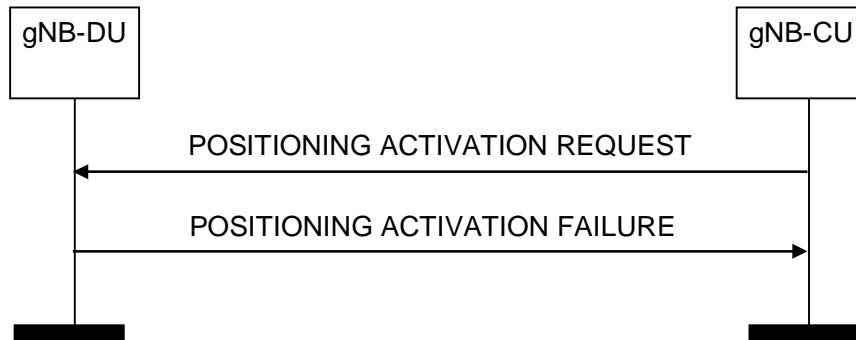 gNB-DU
gNB-CU
POSITIONING ACTIVATION REQUEST
POSITIONING ACTIVATION FAILURE